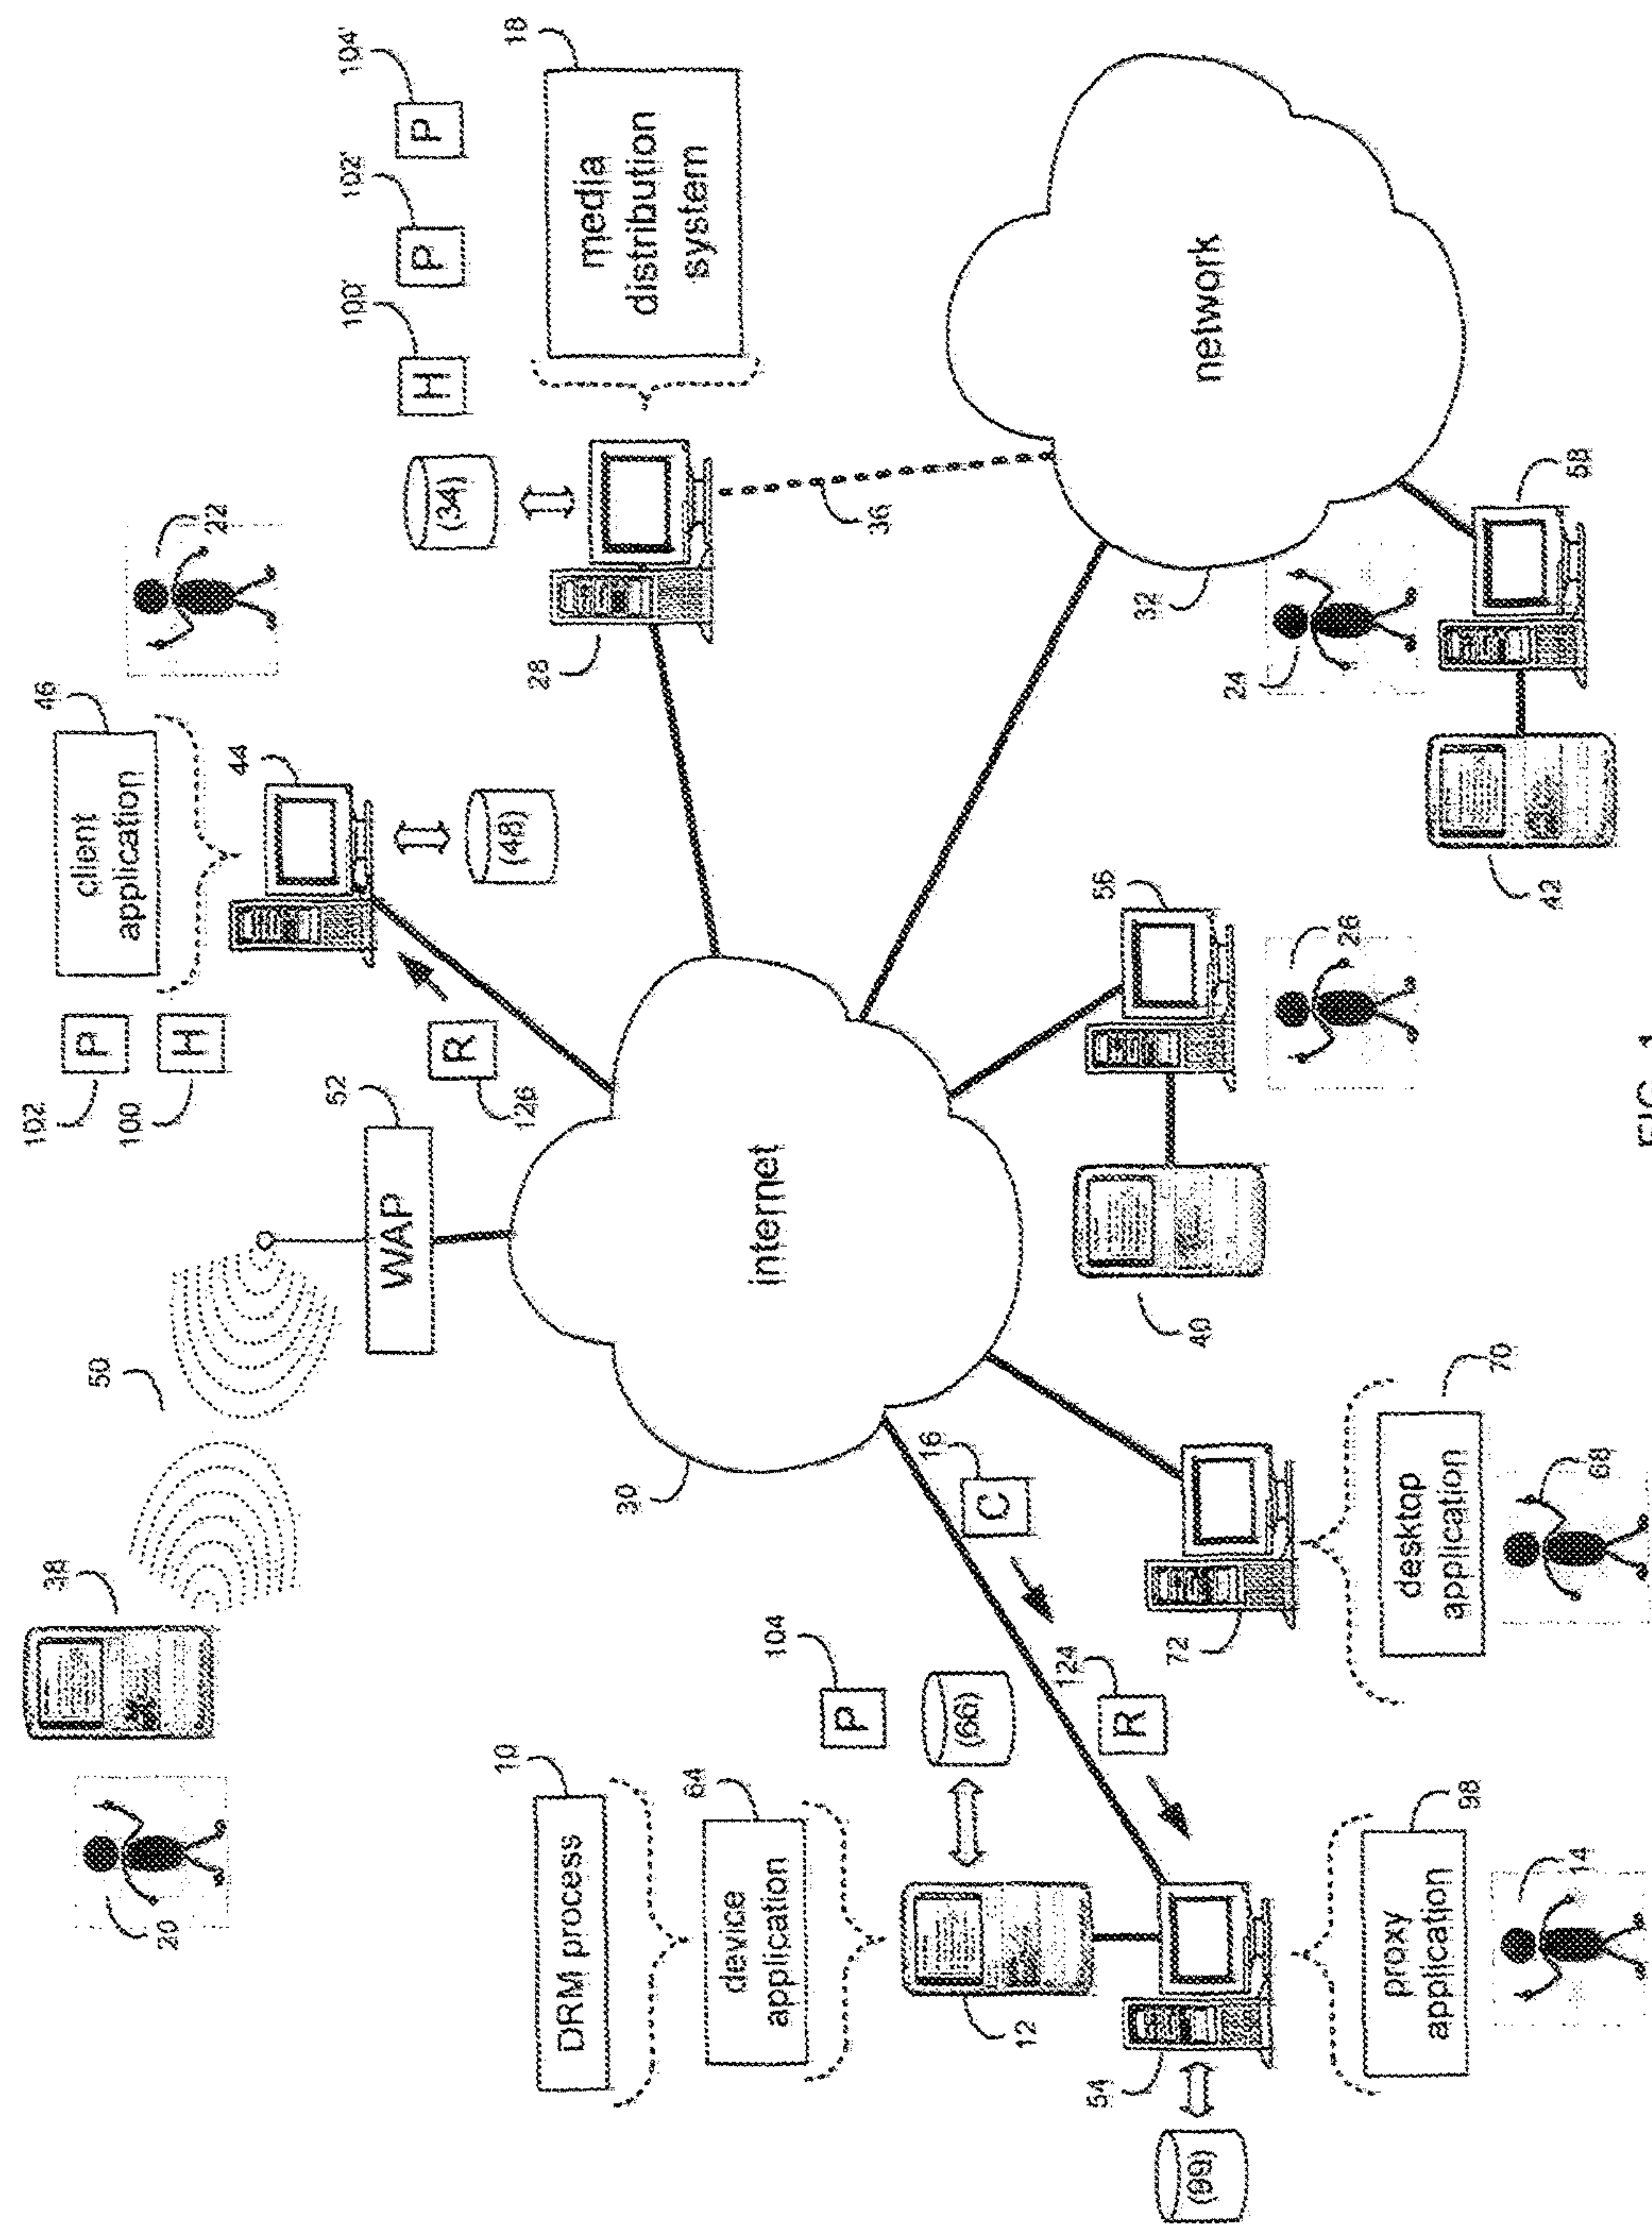 102
38
46
P
client
application
50
100
H
20
22
44
52
WAP
126
R
(48)
(34)
100'
102'
104'
H
P
P
18
media
distribution
system
10
DRM process
28
30
internet
64
device
application
104
P
(66)
16
C
36
32
network
12
124
R
54
(99)
72
40
56
26
24
58
42
98
proxy
application
70
desktop
application
14
68
FIG. 1